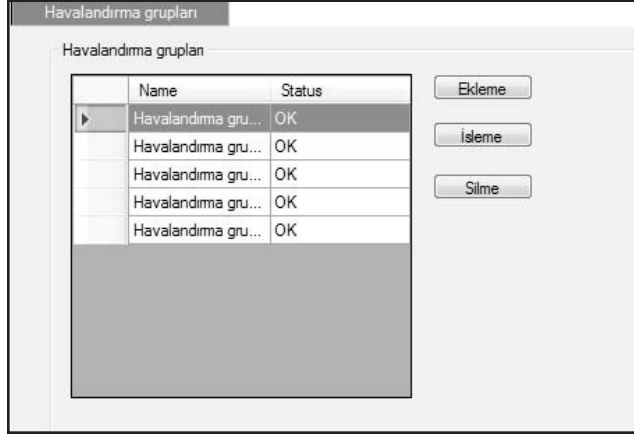 Havalandırma grupları
Havalandırma grupları
Name Status
Havalandırma gru... OK
Havalandırma gru... OK
Havalandırma gru... OK
Havalandırma gru... OK
Havalandırma gru... OK
Ekleme
İsleme
Silme